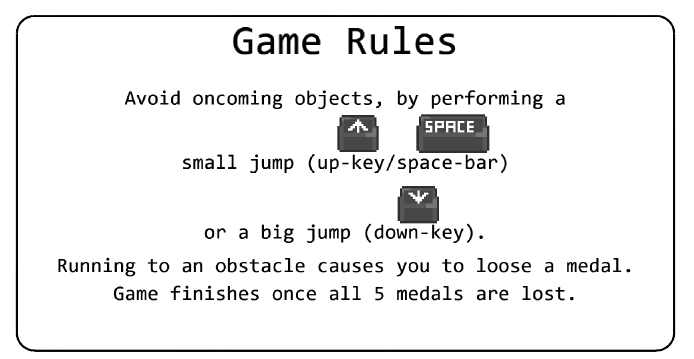 Game Rules
Avoid oncoming objects, by performing a
SPACE
small jump (up-key/space-bar)
or a big jump (down-key).
Running to an obstacle causes you to loose a medal.
Game finishes once all 5 medals are lost.